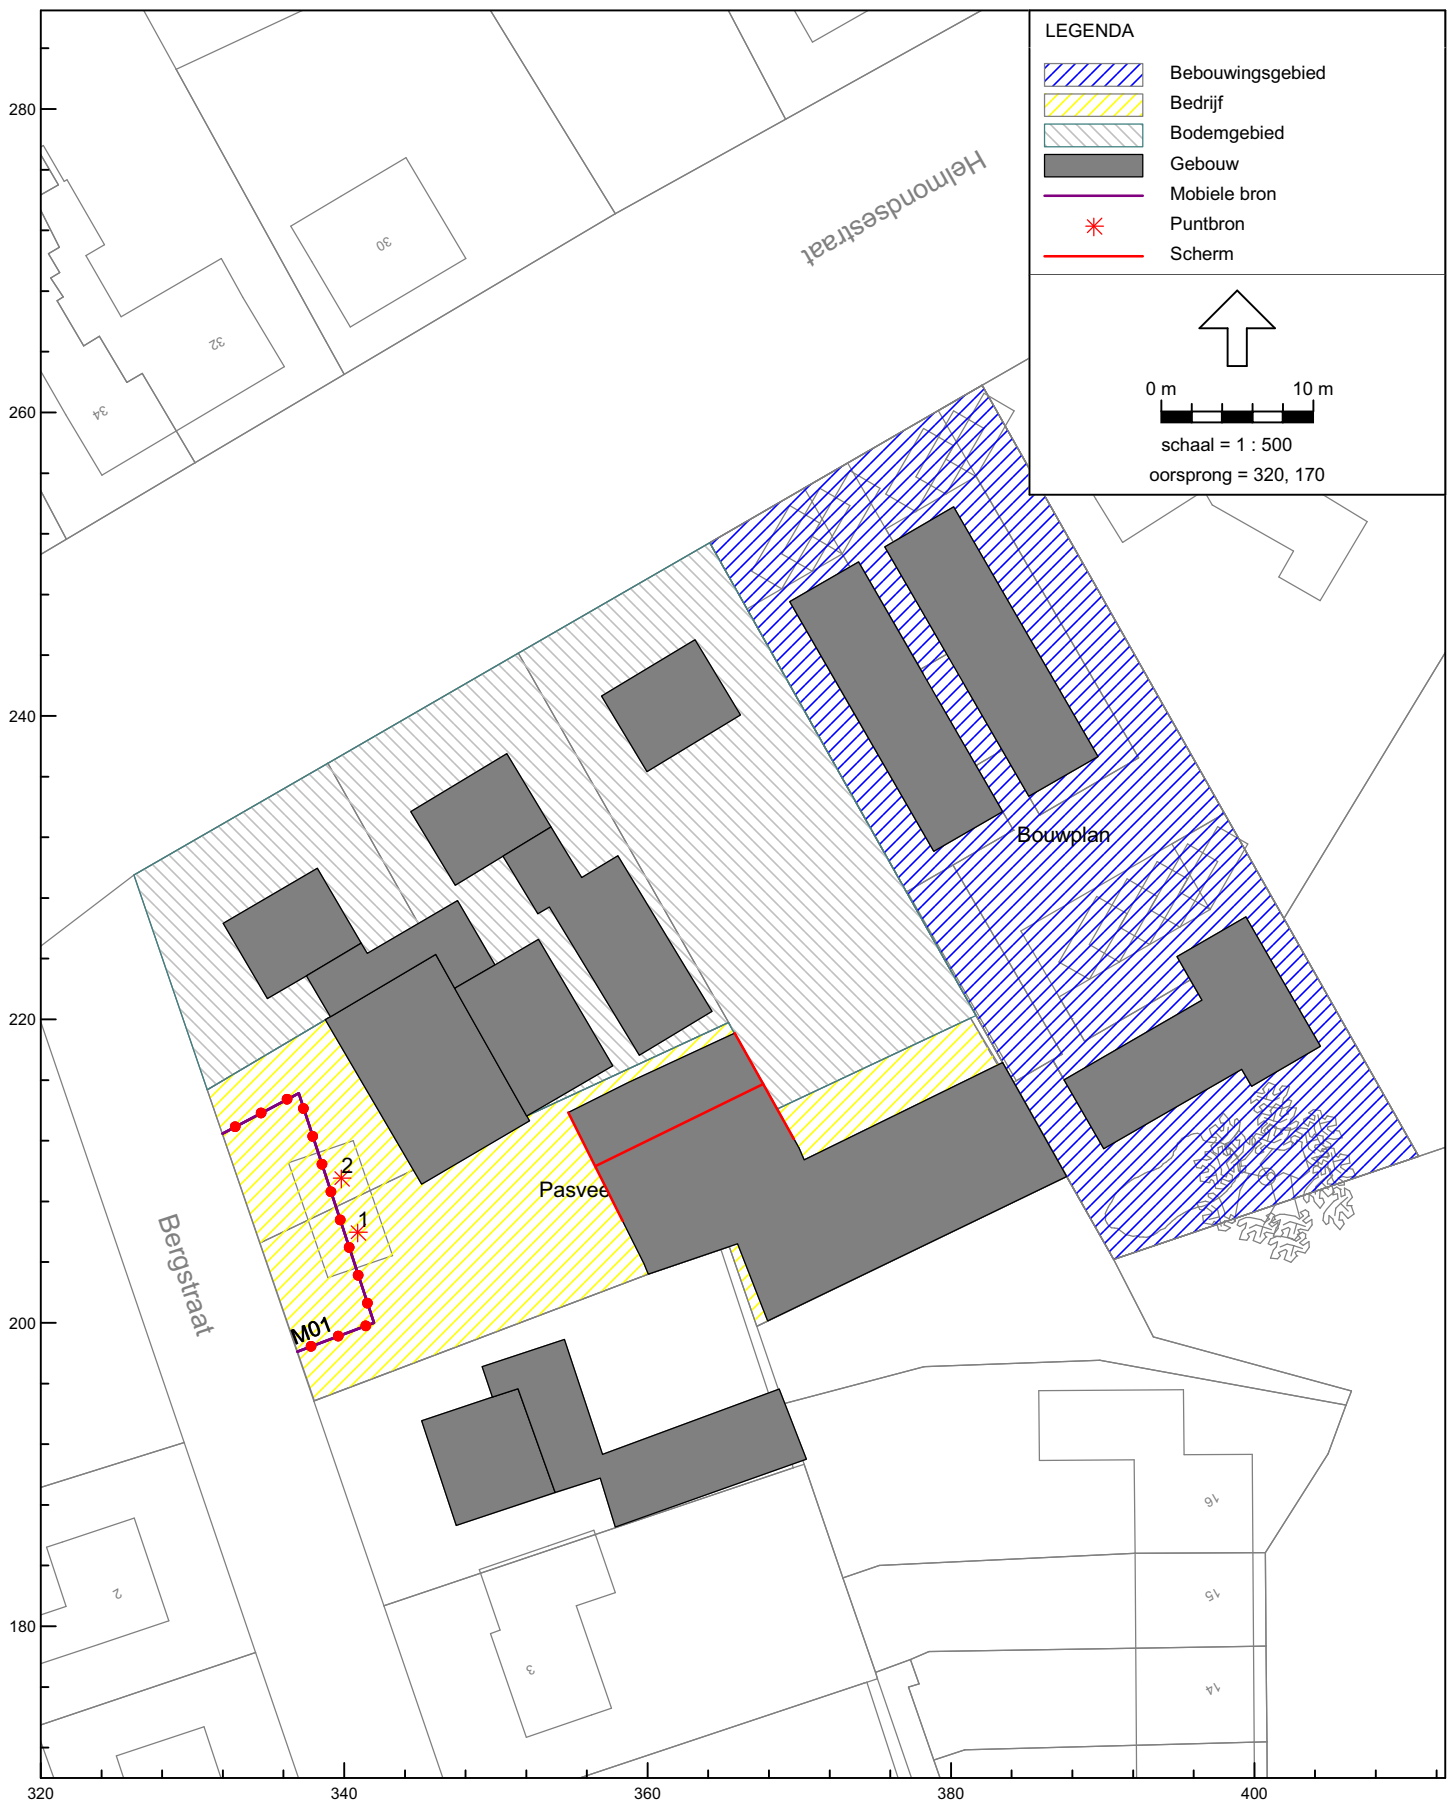 LEGENDA
Bebouwingsgebied
Bedrijf
Bodemgebied
Gebouw
Mobiele bron
Puntbron
Scherm
0 m 10 m
schaal = 1 : 500
oorsprong = 320, 170
280
260
240
220
200
180
320 340 360 380 400
Helmondsestraat
30
32
34
Bouwplan
2
1
Pasvee
M01
Bergstraat
2
3
16
15
14